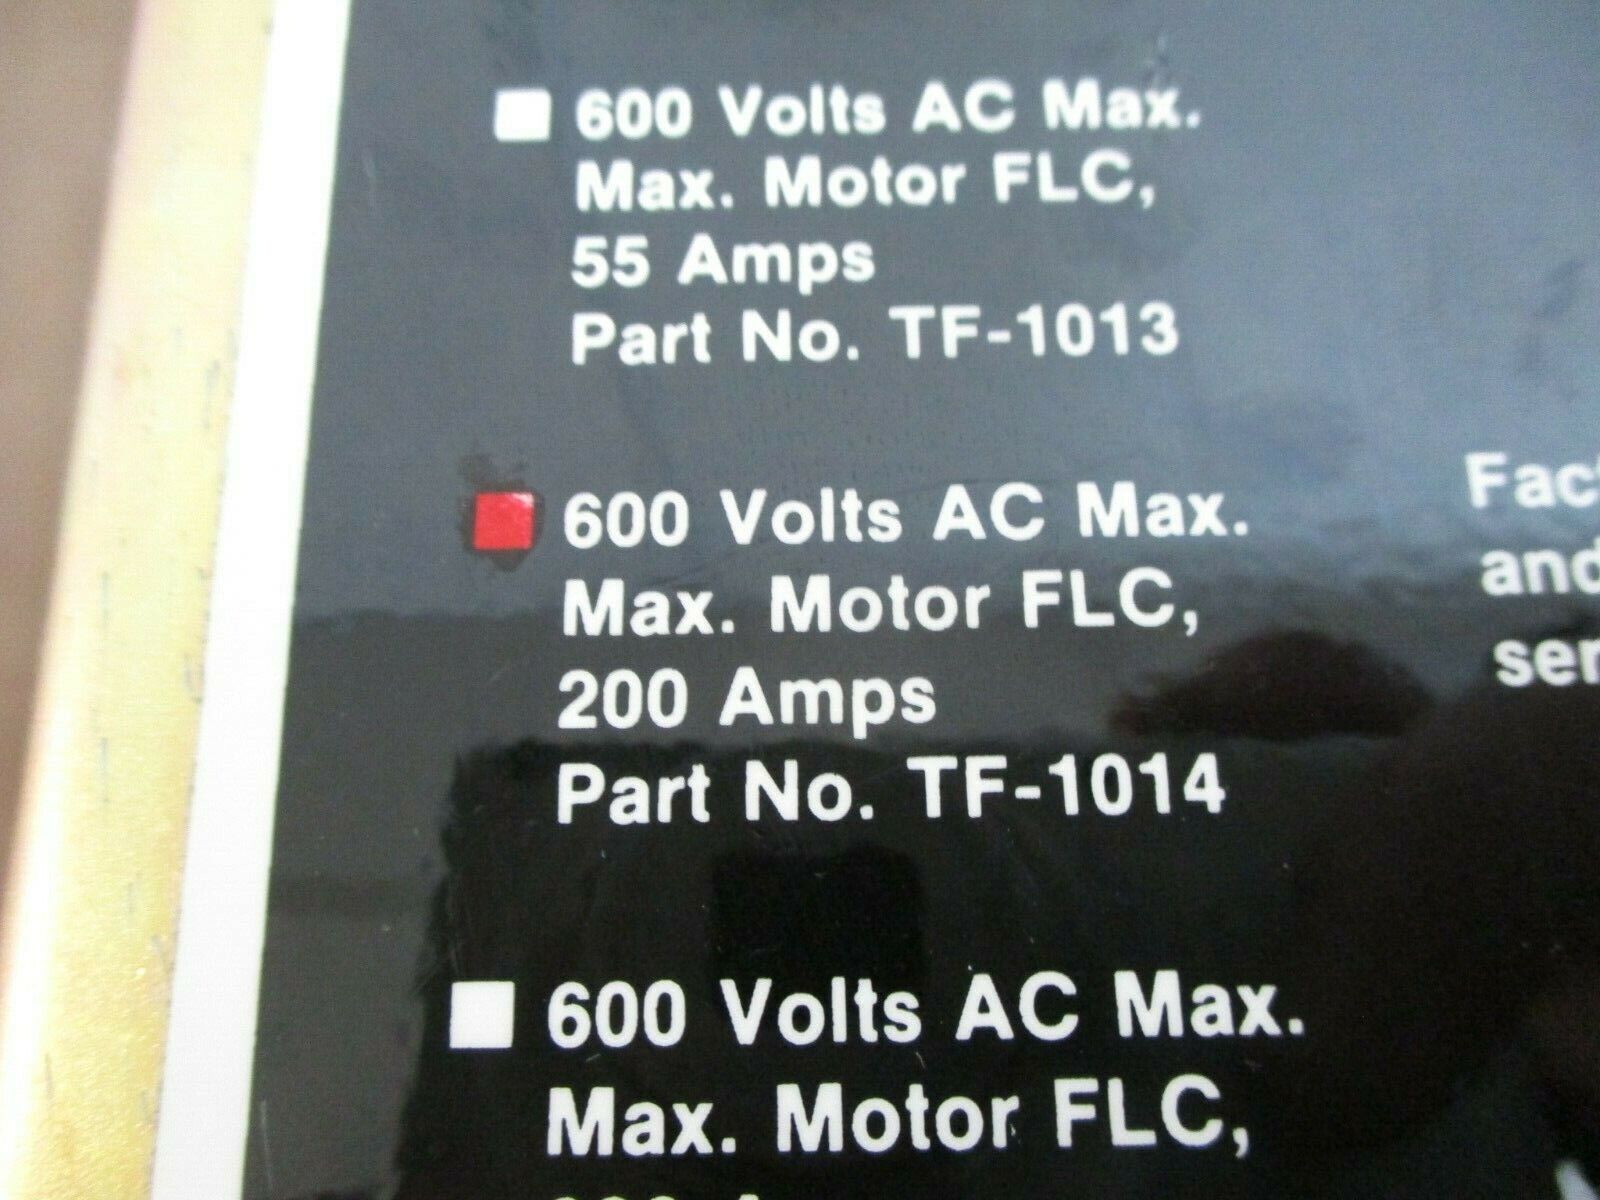 600 Volts AC Max.
Max. Motor FLC,
55 Amps
Part No. TF-1013
600 Volts AC Max.
Max. Motor FLC,
200 Amps
Part No. TF-1014
and
600 Volts AC Max.
Max. Motor FLC,